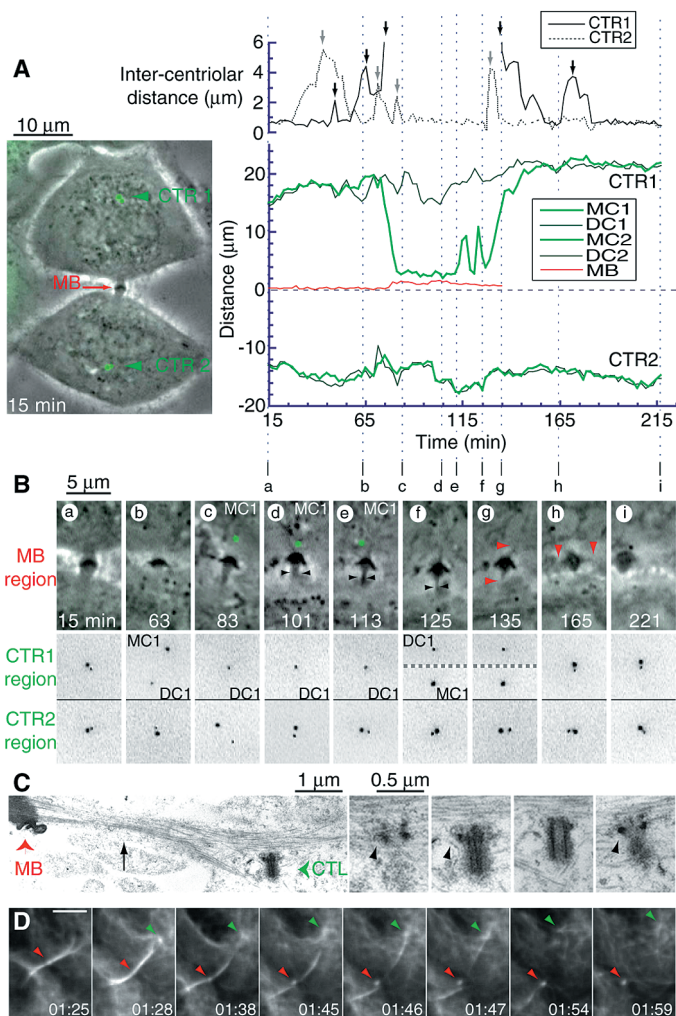 A
10 μm
CTR 1
MB
CTR 2
15 min
Inter-centriolar
distance (μm)
6
4
2
0
CTR1
CTR2
Distance (μm)
20
10
0
-10
-20
CTR1
MC1
DC1
MC2
DC2
MB
CTR2
15 65 115 165 215
Time (min)
a b c d e f g h i
B
5 μm
a b c MC1 d MC1 e MC1 f g h i
MB
region
15 min 63 83 101 113 125 135 165 221
CTR1
region
MC1 DC1
DC1 DC1 DC1 DC1 MC1
CTR2
region
C
1 μm 0.5 μm
MB CTL
D
01:25 01:28 01:38 01:45 01:46 01:47 01:54 01:59